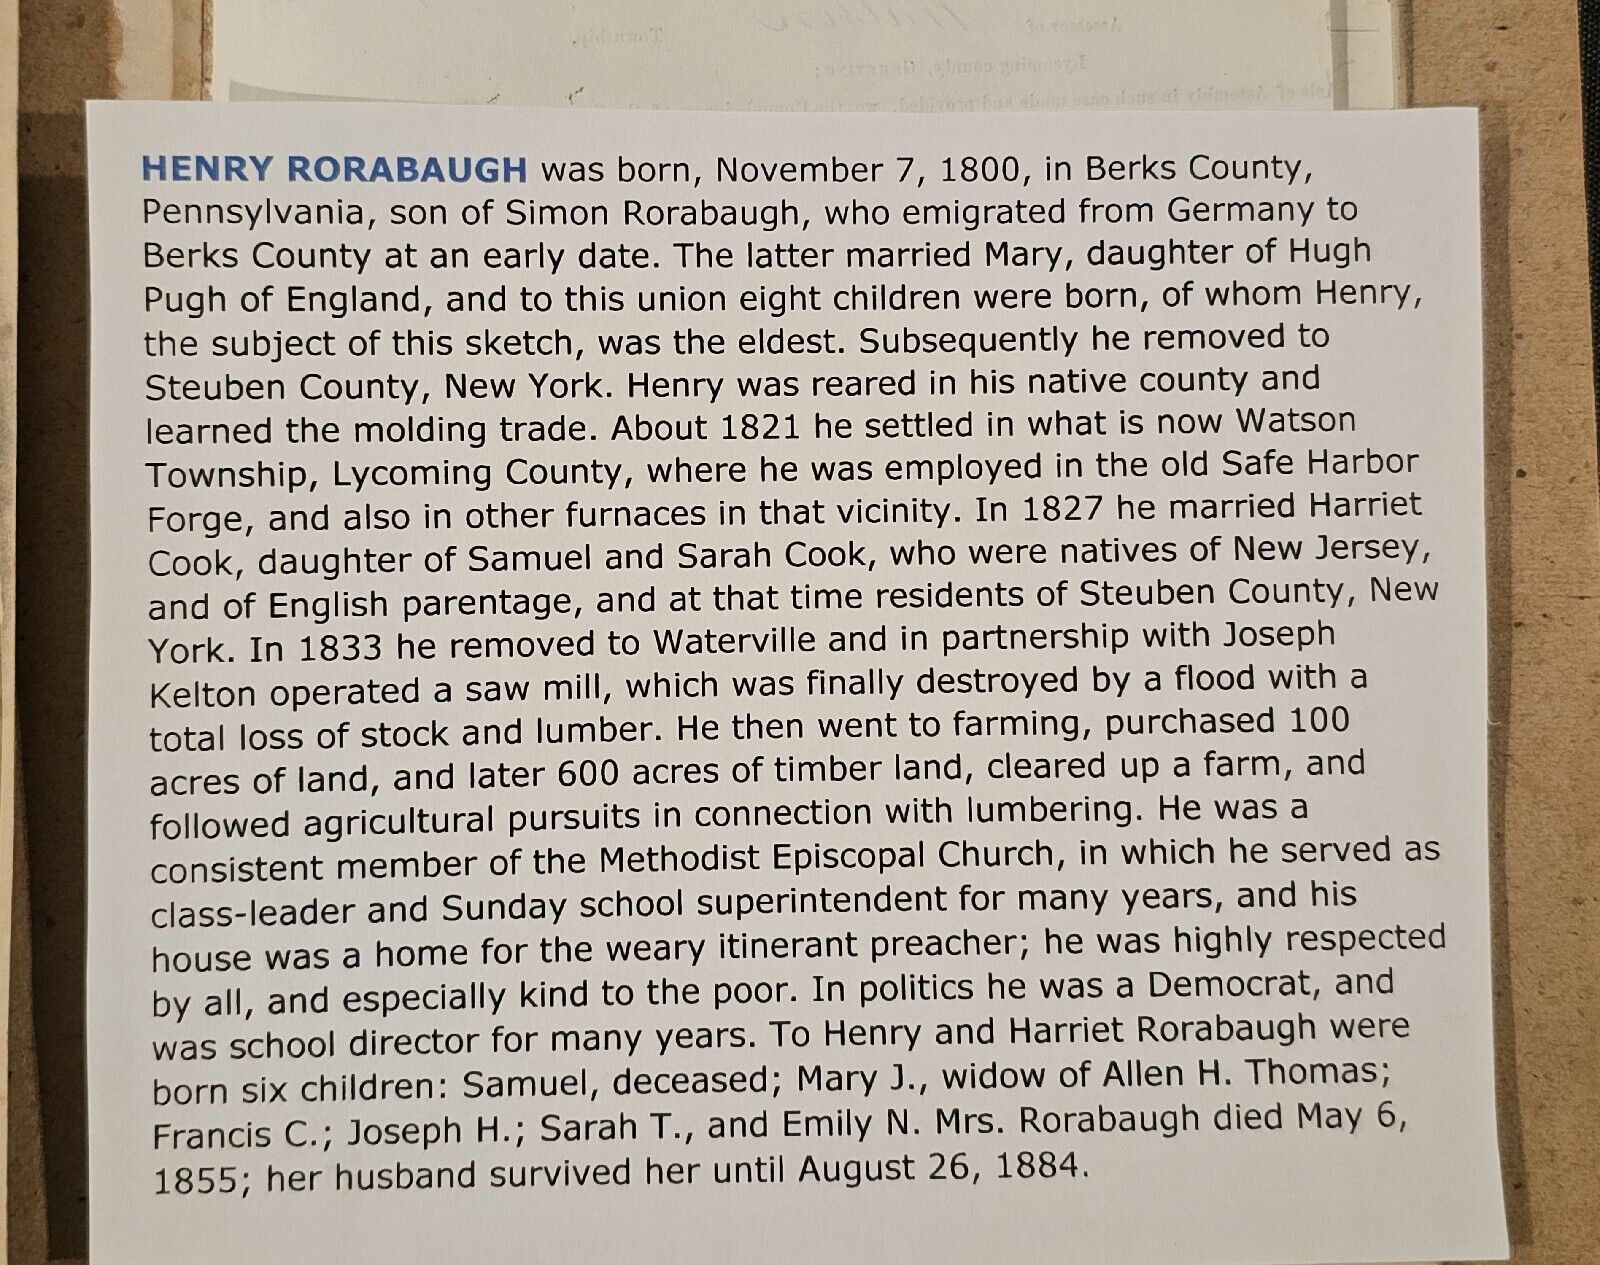 Assessor of
Township,
Lycoming county, GREETING:
Acts of Assembly in such case made and provided,
HENRY RORABAUGH was born, November 7, 1800, in Berks County,
Pennsylvania, son of Simon Rorabaugh, who emigrated from Germany to
Berks County at an early date. The latter married Mary, daughter of Hugh
Pugh of England, and to this union eight children were born, of whom Henry,
the subject of this sketch, was the eldest. Subsequently he removed to
Steuben County, New York. Henry was reared in his native county and
learned the molding trade. About 1821 he settled in what is now Watson
Township, Lycoming County, where he was employed in the old Safe Harbor
Forge, and also in other furnaces in that vicinity. In 1827 he married Harriet
Cook, daughter of Samuel and Sarah Cook, who were natives of New Jersey,
and of English parentage, and at that time residents of Steuben County, New
York. In 1833 he removed to Waterville and in partnership with Joseph
Kelton operated a saw mill, which was finally destroyed by a flood with a
total loss of stock and lumber. He then went to farming, purchased 100
acres of land, and later 600 acres of timber land, cleared up a farm, and
followed agricultural pursuits in connection with lumbering. He was a
consistent member of the Methodist Episcopal Church, in which he served as
class-leader and Sunday school superintendent for many years, and his
house was a home for the weary itinerant preacher; he was highly respected
by all, and especially kind to the poor. In politics he was a Democrat, and
was school director for many years. To Henry and Harriet Rorabaugh were
born six children: Samuel, deceased; Mary J., widow of Allen H. Thomas;
Francis C.; Joseph H.; Sarah T., and Emily N. Mrs. Rorabaugh died May 6,
1855; her husband survived her until August 26, 1884.